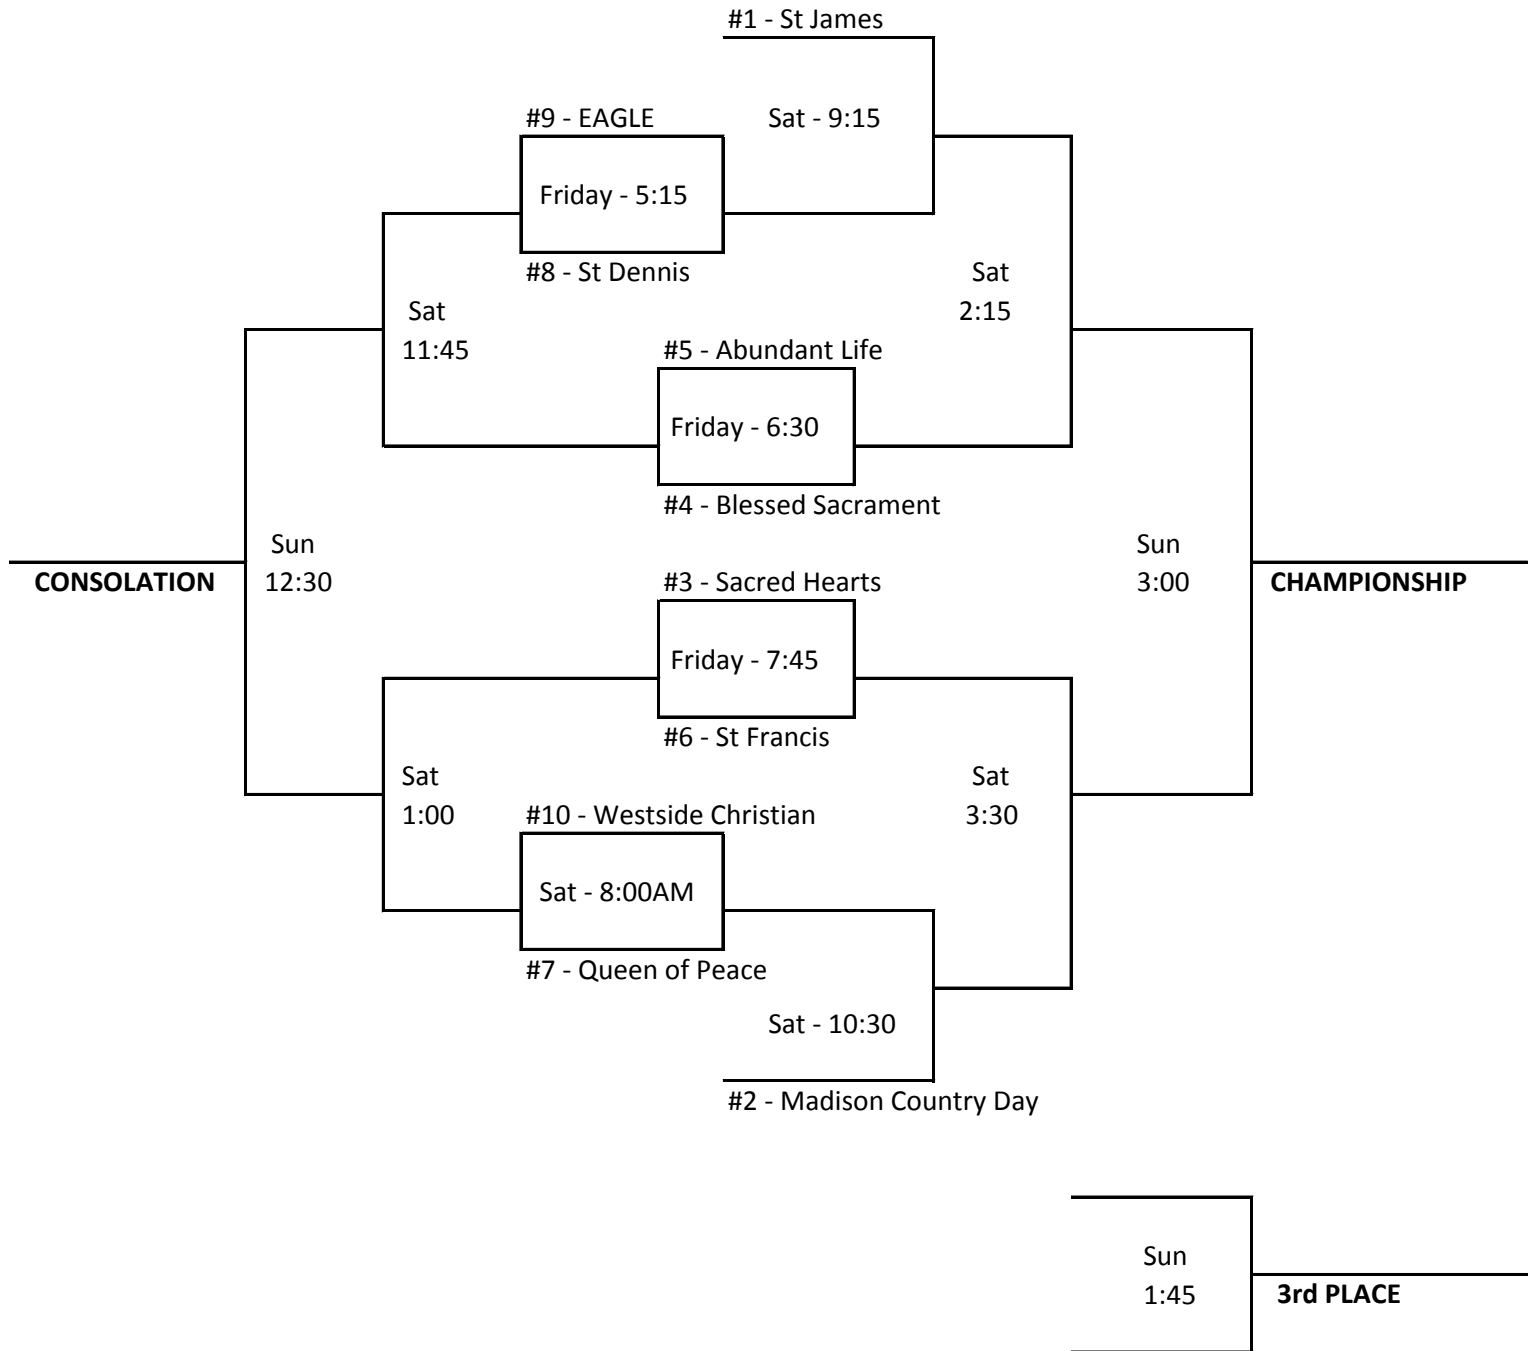 #1 - St James
#9 - EAGLE
Sat - 9:15
Friday - 5:15
#8 - St Dennis
Sat
2:15
Sat
11:45
#5 - Abundant Life
Friday - 6:30
#4 - Blessed Sacrament
Sun
12:30
CONSOLATION
#3 - Sacred Hearts
Sun
3:00
CHAMPIONSHIP
Friday - 7:45
#6 - St Francis
Sat
1:00
Sat
3:30
#10 - Westside Christian
Sat - 8:00AM
#7 - Queen of Peace
Sat - 10:30
#2 - Madison Country Day
Sun
1:45
3rd PLACE